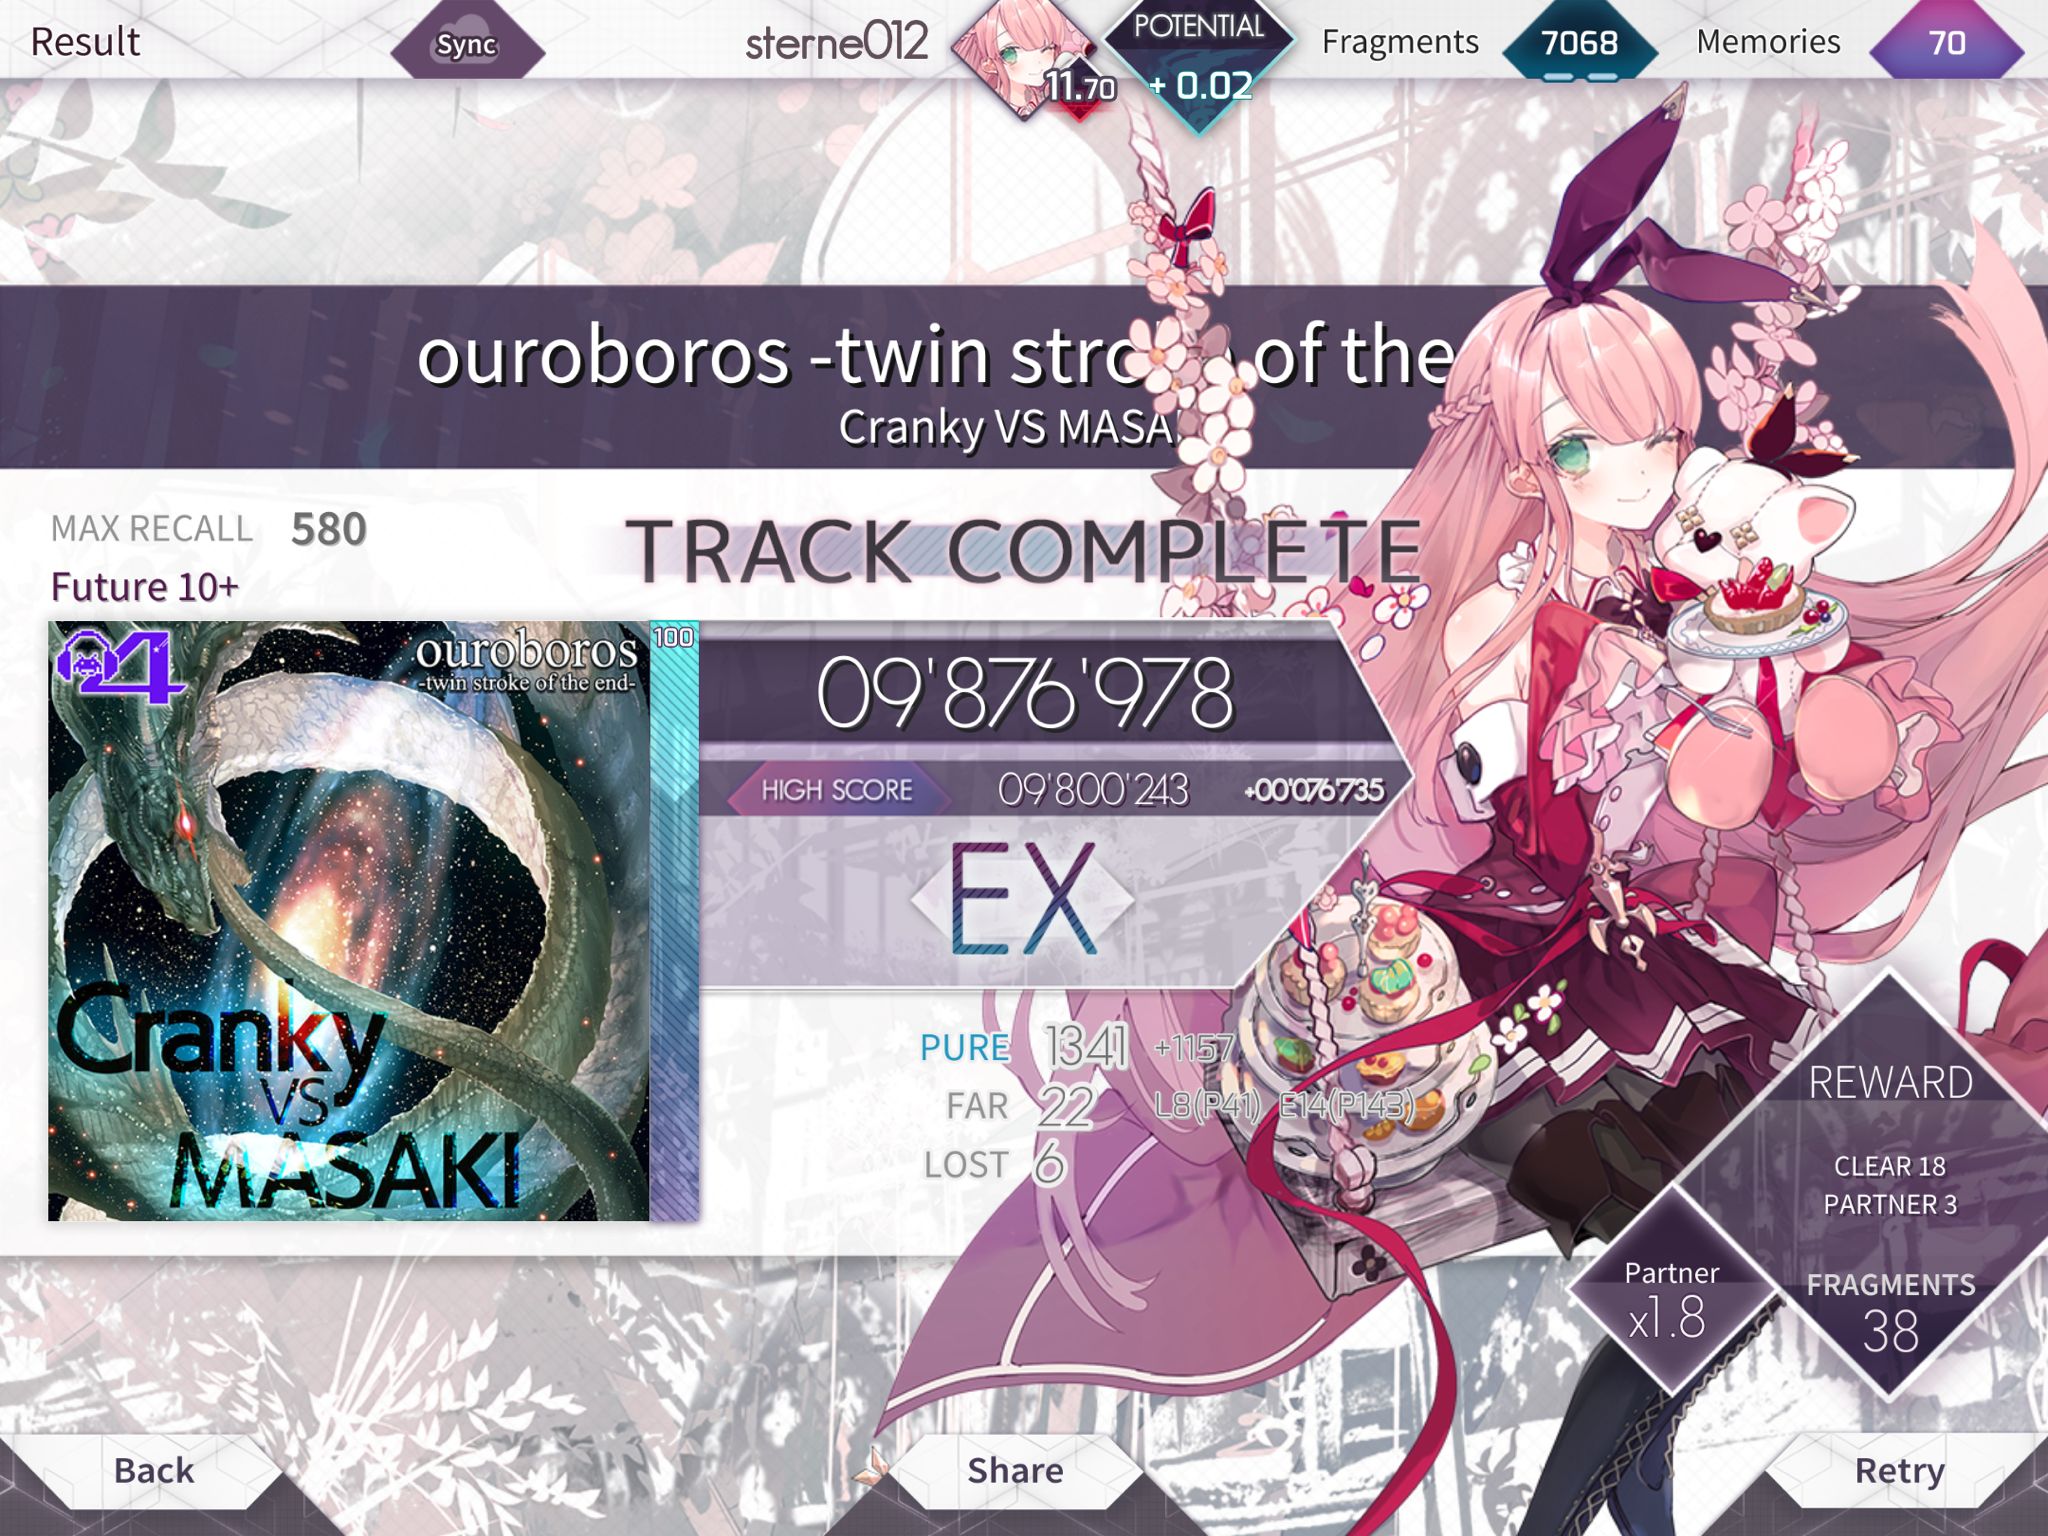 Result
Sync
sterne012
11.70
POTENTIAL
+ 0.02
Fragments
7068
Memories
70
ouroboros -twin of the
Cranky VS
MAX RECALL 580
TRACK COMPLETE
Future 10+
04
ouroboros
-twin stroke of the end-
Cranky
VS
MASAKI
100
09'876'978
HIGH SCORE 09'800'243 +00'076'735
EX
PURE 1341 +1157
FAR 22 L8(P41) E14(P143)
LOST 6
REWARD
CLEAR 18
PARTNER 3
Partner
x1.8
FRAGMENTS
38
Back
Share
Retry